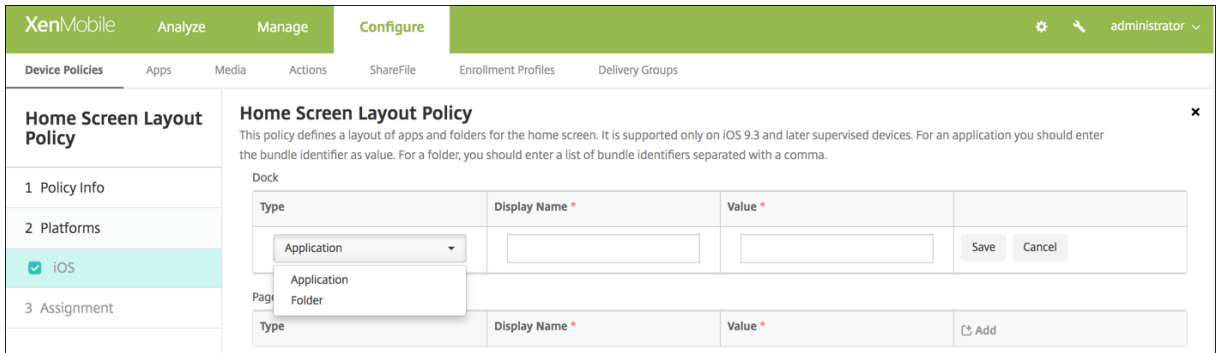 XenMobile Analyze Manage Configure administrator
Device Policies Apps Media Actions ShareFile Enrollment Profiles Delivery Groups
Home Screen Layout Policy
1 Policy Info
2 Platforms
iOS
3 Assignment
Home Screen Layout Policy
This policy defines a layout of apps and folders for the home screen. It is supported only on iOS 9.3 and later supervised devices. For an application you should enter
the bundle identifier as value. For a folder, you should enter a list of bundle identifiers separated with a comma.
Dock
Type Display Name * Value *
Application Save Cancel
Application
Folder
Page
Type Display Name * Value * Add